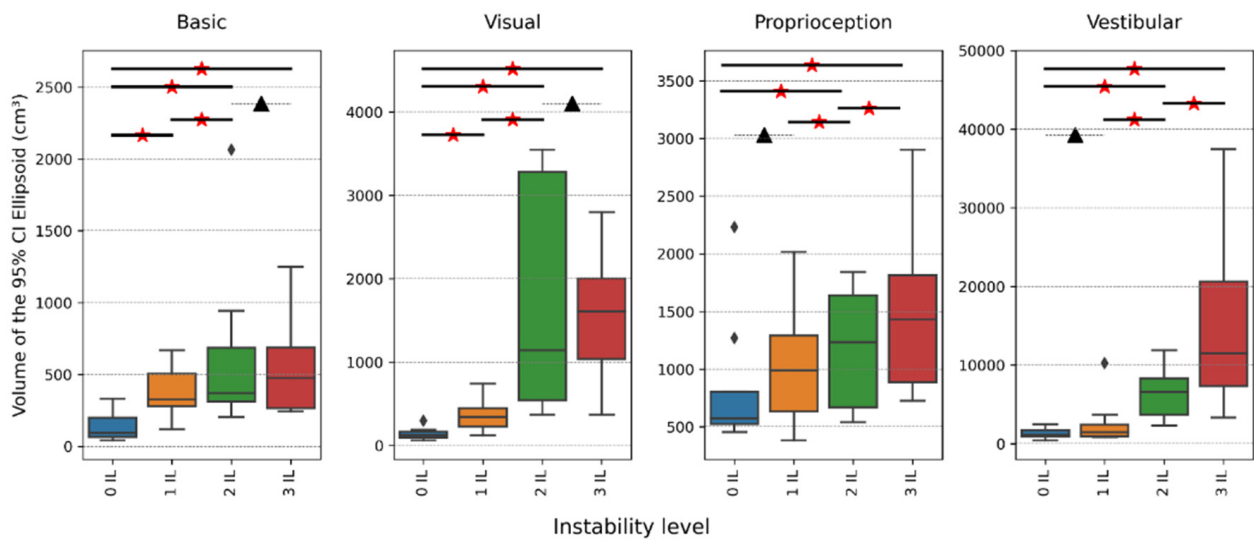 Basic
Visual
Proprioception
Vestibular
Volume of the 95% CI Ellipsoid (cm³)
2500
2000
1500
1000
500
0
4000
3000
2000
1000
0
3500
3000
2500
2000
1500
1000
500
50000
40000
30000
20000
10000
0
0 IL
1 IL
2 IL
3 IL
0 IL
1 IL
2 IL
3 IL
0 IL
1 IL
2 IL
3 IL
0 IL
1 IL
2 IL
3 IL
Instability level